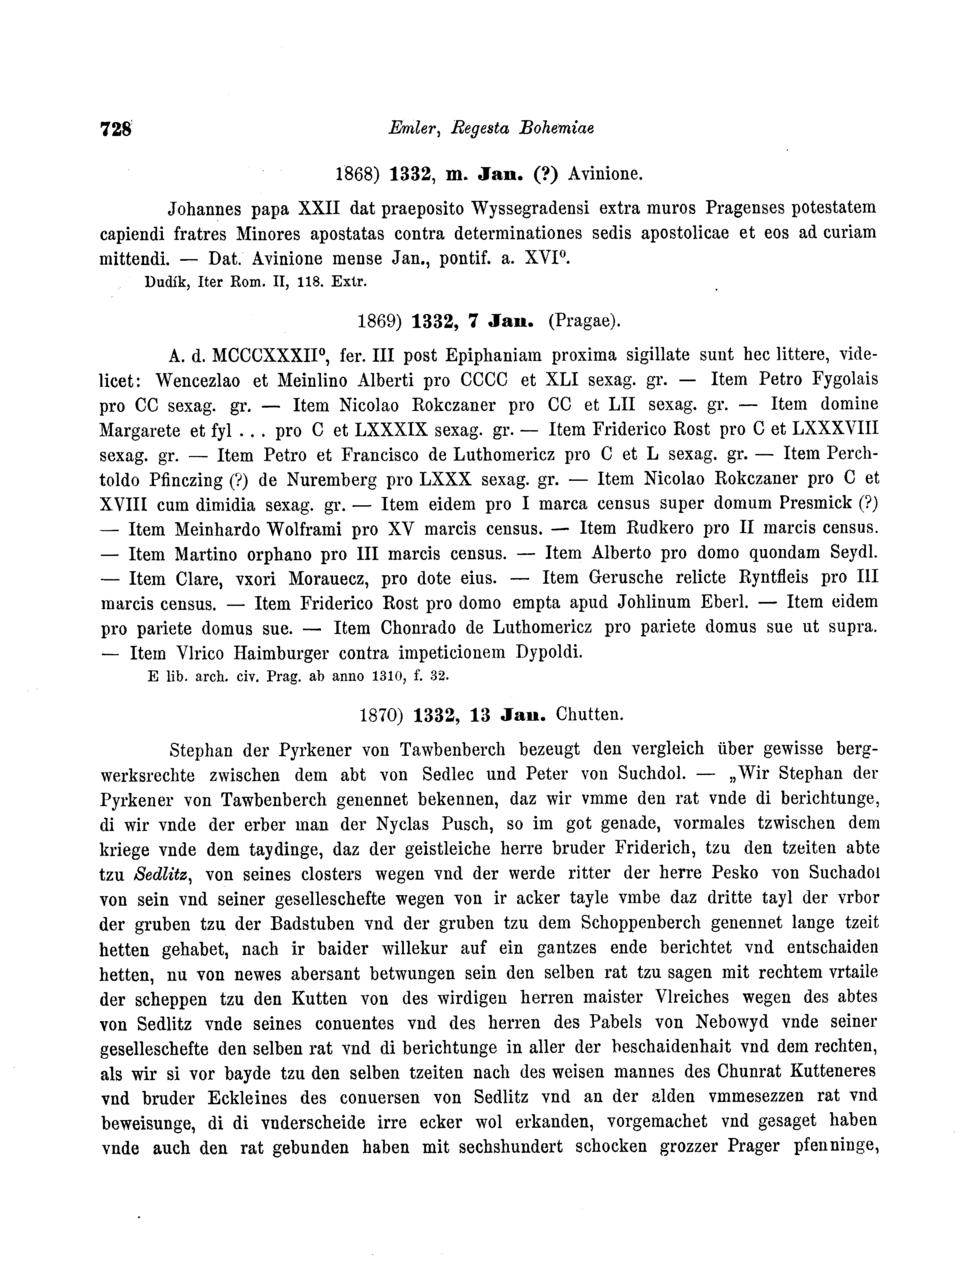 728 Emler, Regesta Bohemiae
1868) 1332, m. Jan. (?) Avinione.
Johannes papa XXII dat praeposito Wyssegradensi extra muros Pragenses potestatem
capiendi fratres Minores apostatas contra determinationes sedis apostolicae et eos ad curiam
mittendi. — Dat. Avinione mense Jan., pontif. a. XVI⁰.
Dudík, Iter Rom. II, 118. Extr.
1869) 1332, 7 Jan. (Pragae).
A. d. MCCCXXXII⁰, fer. III post Epiphaniam proxima sigillate sunt hec littere, vide-
licet: Wencezlao et Meinlino Alberti pro CCCC et XLI sexag. gr. — Item Petro Fygolais
pro CC sexag. gr. — Item Nicolao Rokczaner pro CC et LII sexag. gr. — Item domine
Margarete et fyl . . . pro C et LXXXIX sexag. gr. — Item Friderico Rost pro C et LXXXVIII
sexag. gr. — Item Petro et Francisco de Luthomericz pro C et L sexag. gr. — Item Perch-
toldo Pfinczing (?) de Nuremberg pro LXXX sexag. gr. — Item Nicolao Rokczaner pro C et
XVIII cum dimidia sexag. gr. — Item eidem pro I marca census super domum Presmick (?)
— Item Meinhardo Wolframi pro XV marcis census. — Item Rudkero pro II marcis census.
— Item Martino orphano pro III marcis census. — Item Alberto pro domo quondam Seydl.
— Item Clare, vxori Morauecz, pro dote eius. — Item Gerusche relicte Ryntfleis pro III
marcis census. — Item Friderico Rost pro domo empta apud Johlinum Eberl. — Item eidem
pro pariete domus sue. — Item Chonrado de Luthomericz pro pariete domus sue ut supra.
— Item Vlrico Haimburger contra impeticionem Dypoldi.
E lib. arch. civ. Prag. ab anno 1310, f. 32.
1870) 1332, 13 Jan. Chutten.
Stephan der Pyrkener von Tawbenberch bezeugt den vergleich über gewisse berg-
werksrechte zwischen dem abt von Sedlec und Peter von Suchdol. — „Wir Stephan der
Pyrkener von Tawbenberch genennet bekennen, daz wir vmme den rat vnde di berichtunge,
di wir vnde der erber man der Nyclas Pusch, so im got genade, vormales tzwischen dem
kriege vnde dem taydinge, daz der geistleiche herre bruder Friderich, tzu den tzeiten abte
tzu Sedlitz, von seines closters wegen vnd der werde ritter der herre Pesko von Suchadol
von sein vnd seiner geselleschefte wegen von ir acker tayle vmbe daz dritte tayl der vrbor
der gruben tzu der Badstuben vnd der gruben tzu dem Schoppenberch genennet lange tzeit
hetten gehabet, nach ir baider willekur auf ein gantzes ende berichtet vnd entschaiden
hetten, nu von newes abersant betwungen sein den selben rat tzu sagen mit rechtem vrtaile
der scheppen tzu den Kutten von des wirdigen herren maister Vlreiches wegen des abtes
von Sedlitz vnde seines conuentes vnd des herren des Pabels von Nebowyd vnde seiner
geselleschefte den selben rat vnd di berichtunge in aller der beschaidenhait vnd dem rechten,
als wir si vor bayde tzu den selben tzeiten nach des weisen mannes des Chunrat Kutteneres
vnd bruder Eckleines des conuersen von Sedlitz vnd an der alden vmmesezzen rat vnd
beweisunge, di di vnderscheide irre ecker wol erkanden, vorgemachet vnd gesaget haben
vnde auch den rat gebunden haben mit sechshundert schocken grozzer Prager pfenninge,